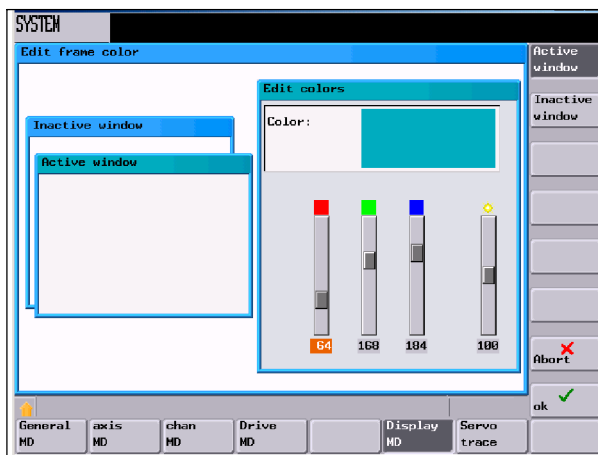 SYSTEM
Edit frame color
Active
window
Edit colors
Inactive
window
Color:
Inactive window
Active window
64 168 184 100
Abort
ok
General
MD
axis
MD
chan
MD
Drive
MD
Display
MD
Servo
trace